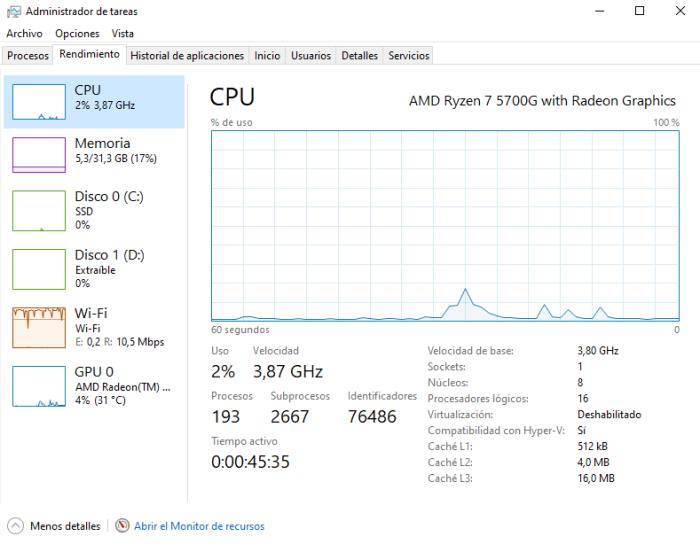 Administrador de tareas
Archivo Opciones Vista
Procesos Rendimiento Historial de aplicaciones Inicio Usuarios Detalles Servicios
CPU
2% 3,87 GHz
Memoria
5,3/31,3 GB (17%)
Disco 0 (C:)
SSD
0%
Disco 1 (D:)
Extraíble
0%
Wi-Fi
Wi-Fi
E: 0,2 R: 10,5 Mbps
GPU 0
AMD Radeon(TM) ...
4% (31 °C)
CPU AMD Ryzen 7 5700G with Radeon Graphics
% de uso 100 %
60 segundos 0
Uso Velocidad
2% 3,87 GHz
Procesos Subprocesos Identificadores
193 2667 76486
Tiempo activo
0:00:45:35
Velocidad de base: 3,80 GHz
Sockets: 1
Núcleos: 8
Procesadores lógicos: 16
Virtualización: Deshabilitado
Compatibilidad con Hyper-V: Sí
Caché L1: 512 kB
Caché L2: 4,0 MB
Caché L3: 16,0 MB
Menos detalles Abrir el Monitor de recursos